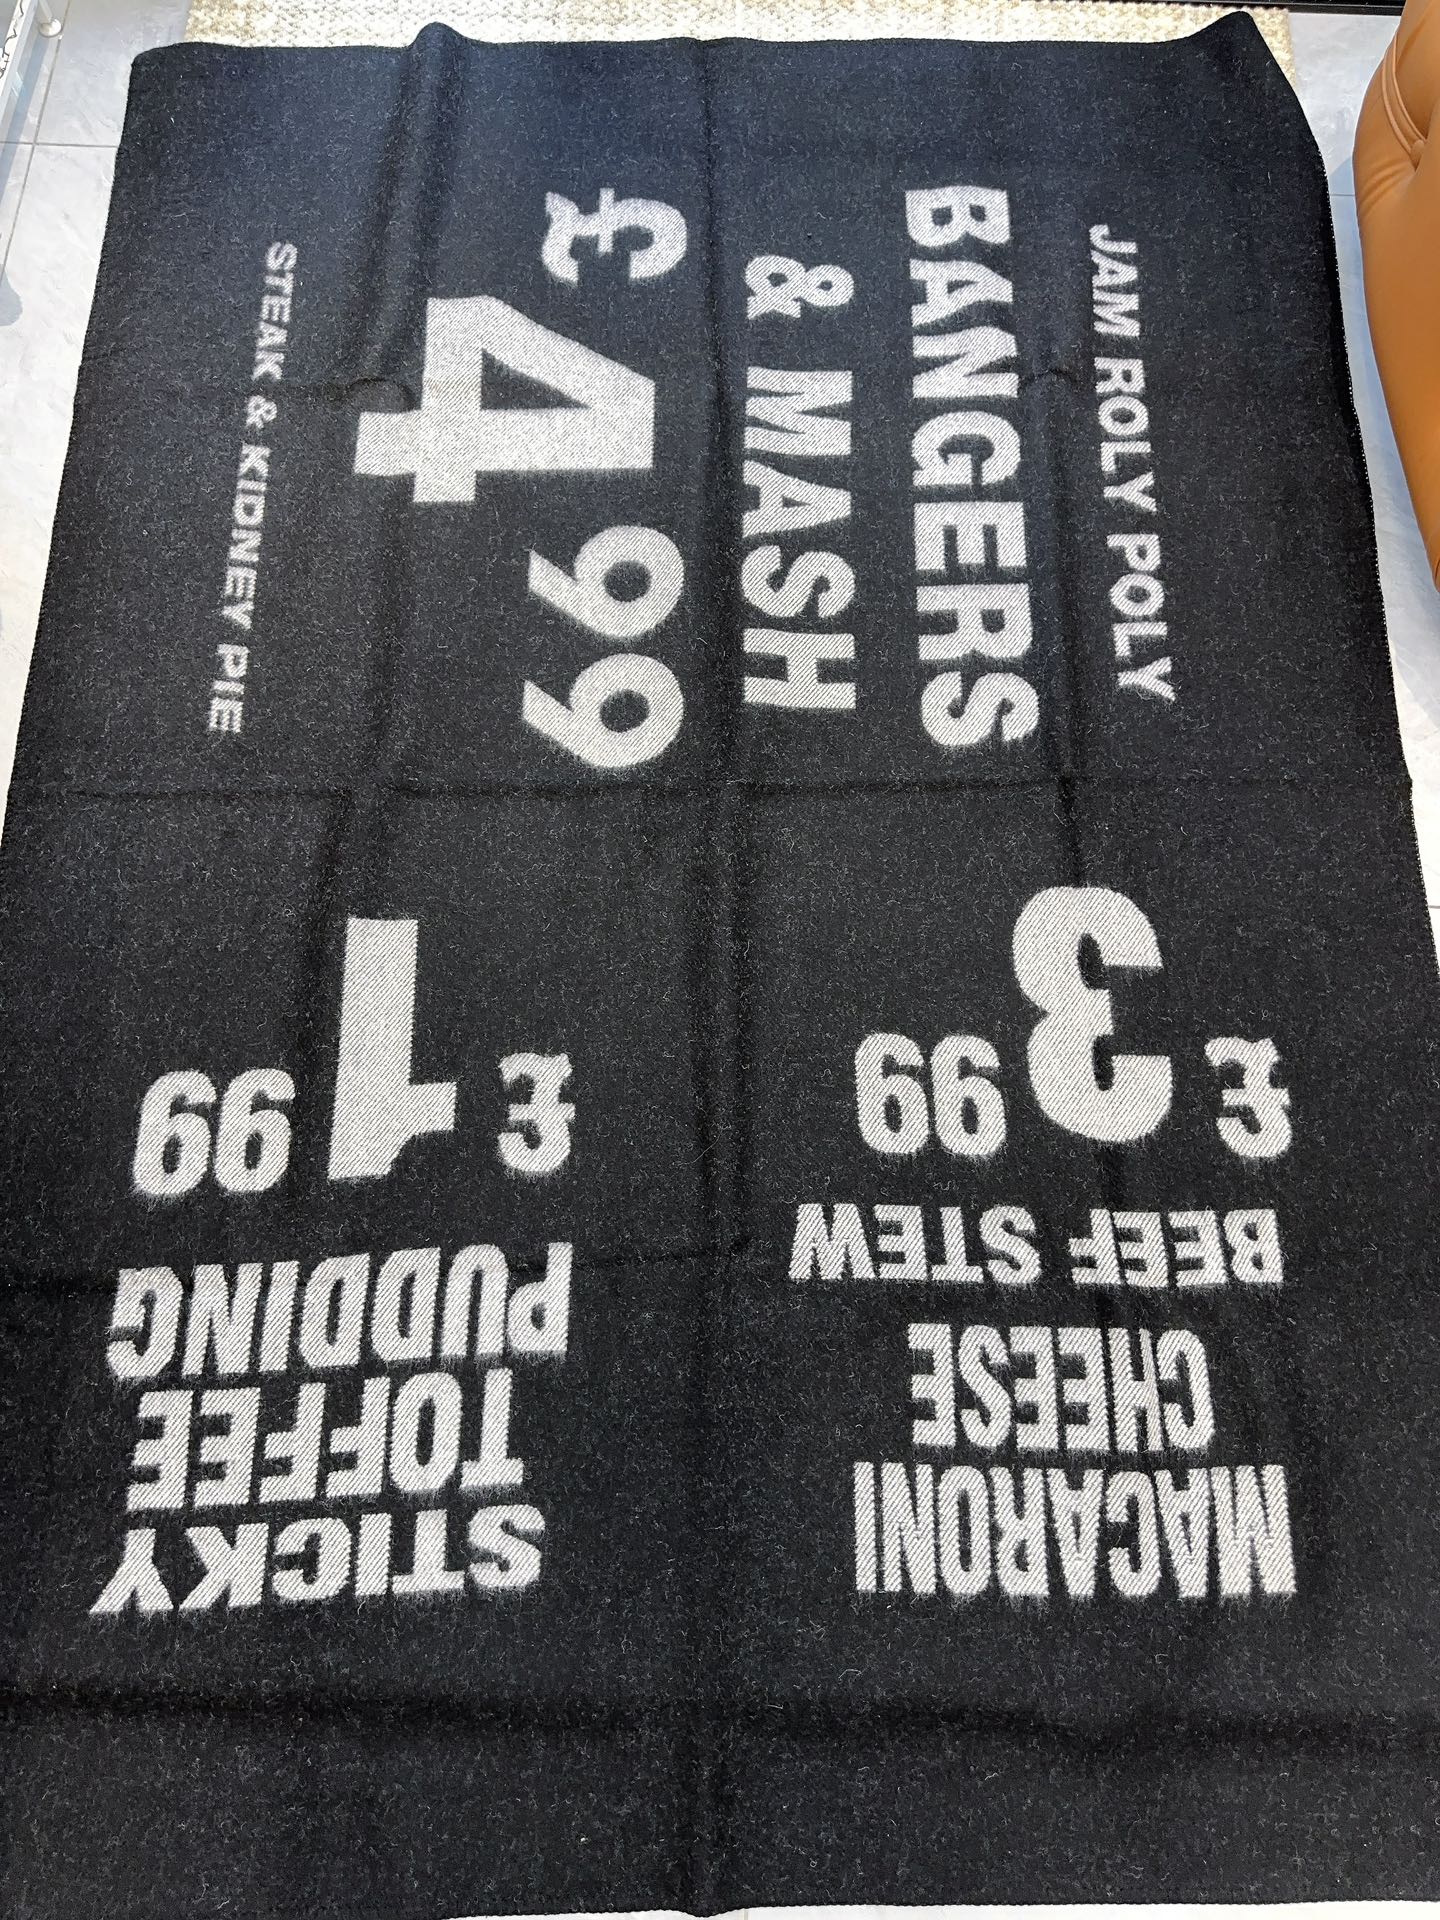 JAM ROLY POLY
BANGERS
& MASH
£4.99
STEAK & KIDNEY PIE
MACARONI
CHEESE
BEEF STEW
£3.99
STICKY
TOFFEE
PUDDING
£1.99